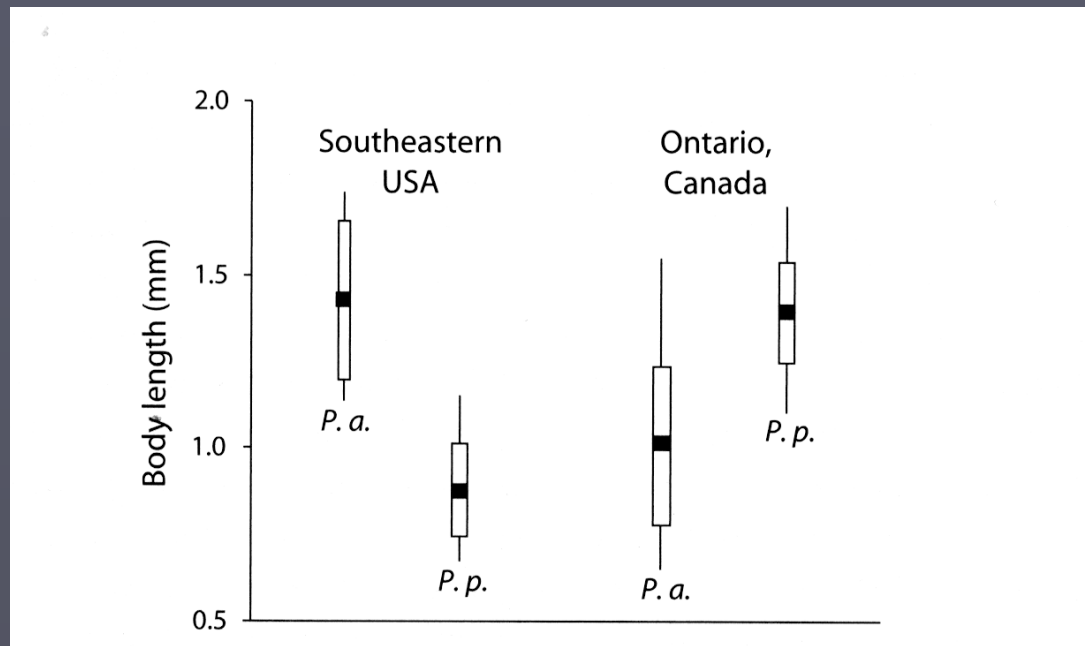 2.0
Southeastern
USA
Ontario,
Canada
1.5
Body length (mm)
P. a.
P. p.
1.0
P. p.
P. a.
0.5